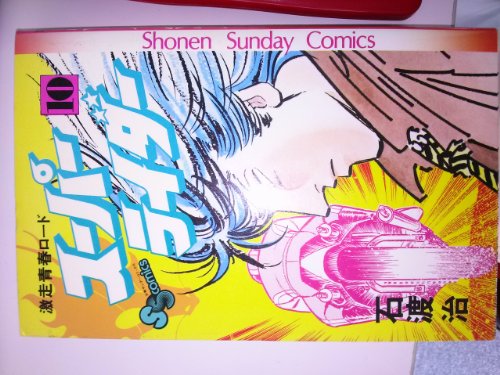 Shonen Sunday Comics
激走青春ロード
スーパー
ライダー
10
SS comics
石渡治